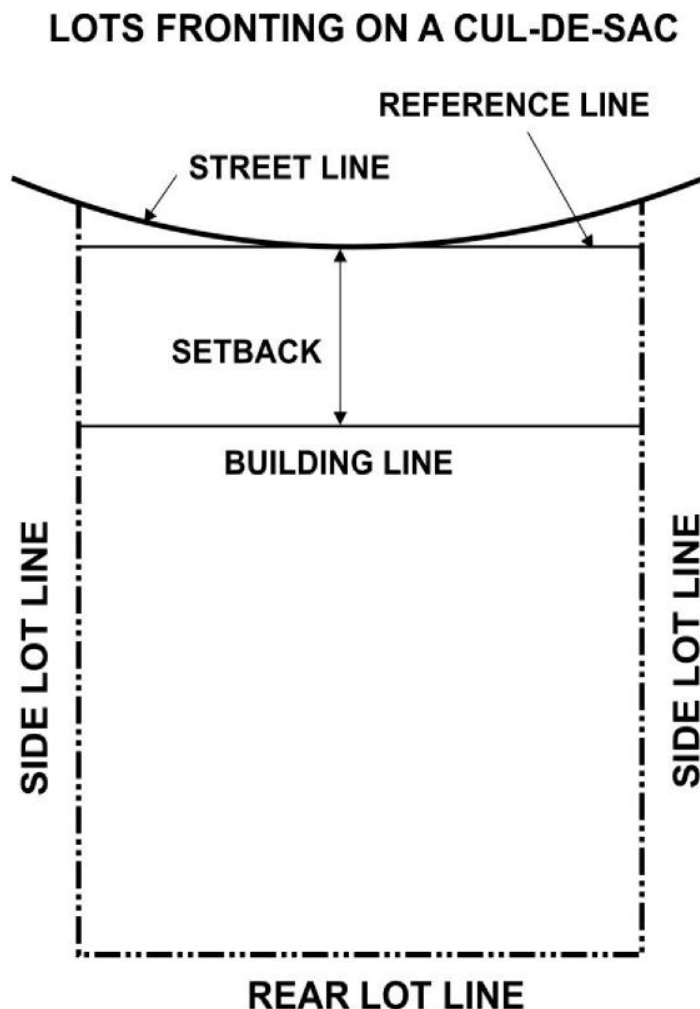 LOTS FRONTING ON A CUL-DE-SAC
REFERENCE LINE
STREET LINE
SETBACK
BUILDING LINE
SIDE LOT LINE
SIDE LOT LINE
REAR LOT LINE